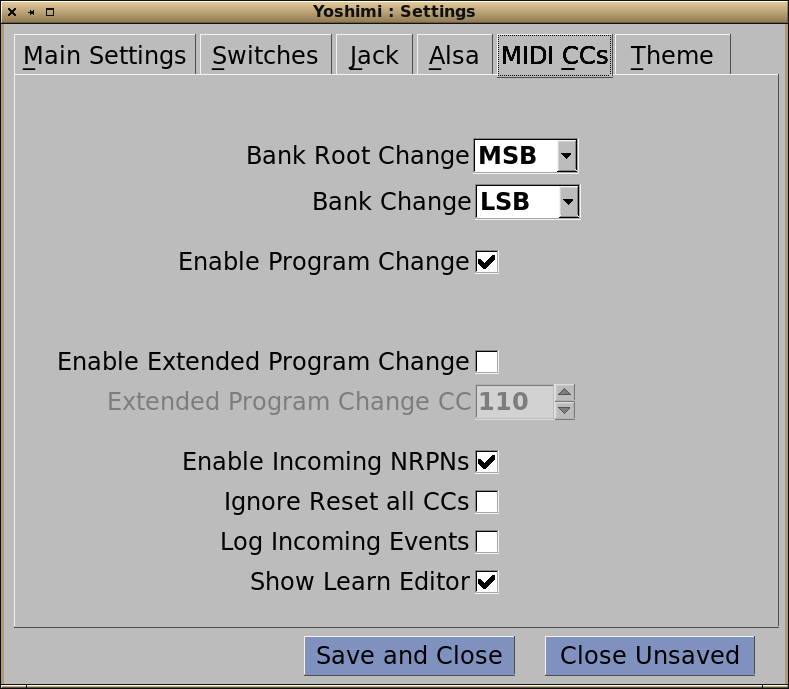 Yoshimi : Settings
Main Settings Switches Jack Alsa MIDI CCs Theme
Bank Root Change MSB
Bank Change LSB
Enable Program Change
Enable Extended Program Change
Extended Program Change CC 110
Enable Incoming NRPNs
Ignore Reset all CCs
Log Incoming Events
Show Learn Editor
Save and Close Close Unsaved